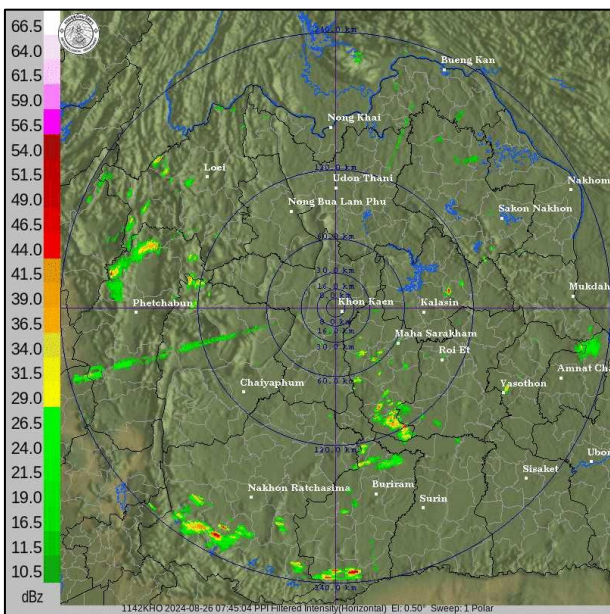 66.5
64.0
61.5
59.0
56.5
54.0
51.5
49.0
46.5
44.0
41.5
39.0
36.5
34.0
31.5
29.0
26.5
24.0
21.5
19.0
16.5
11.5
10.5
dBz
Bueng Kan
Nong Khai
Loei
Udon Thani
Nakhom
Nong Bua Lam Phu
Sakon Nakhon
Mukdah
Phetchabun
Khon Kaen
Kalasin
Maha Sarakham
Roi Et
Amnat Cha
Chaiyaphum
Yasothon
120.0 km
Ubon
Sisaket
Nakhon Ratchasima
Buriram
Surin
1142KHO 2024-08-26 07:45:04 PPI Filtered Intensity(Horizontal) El: 0.50° Sweep: 1 Polar